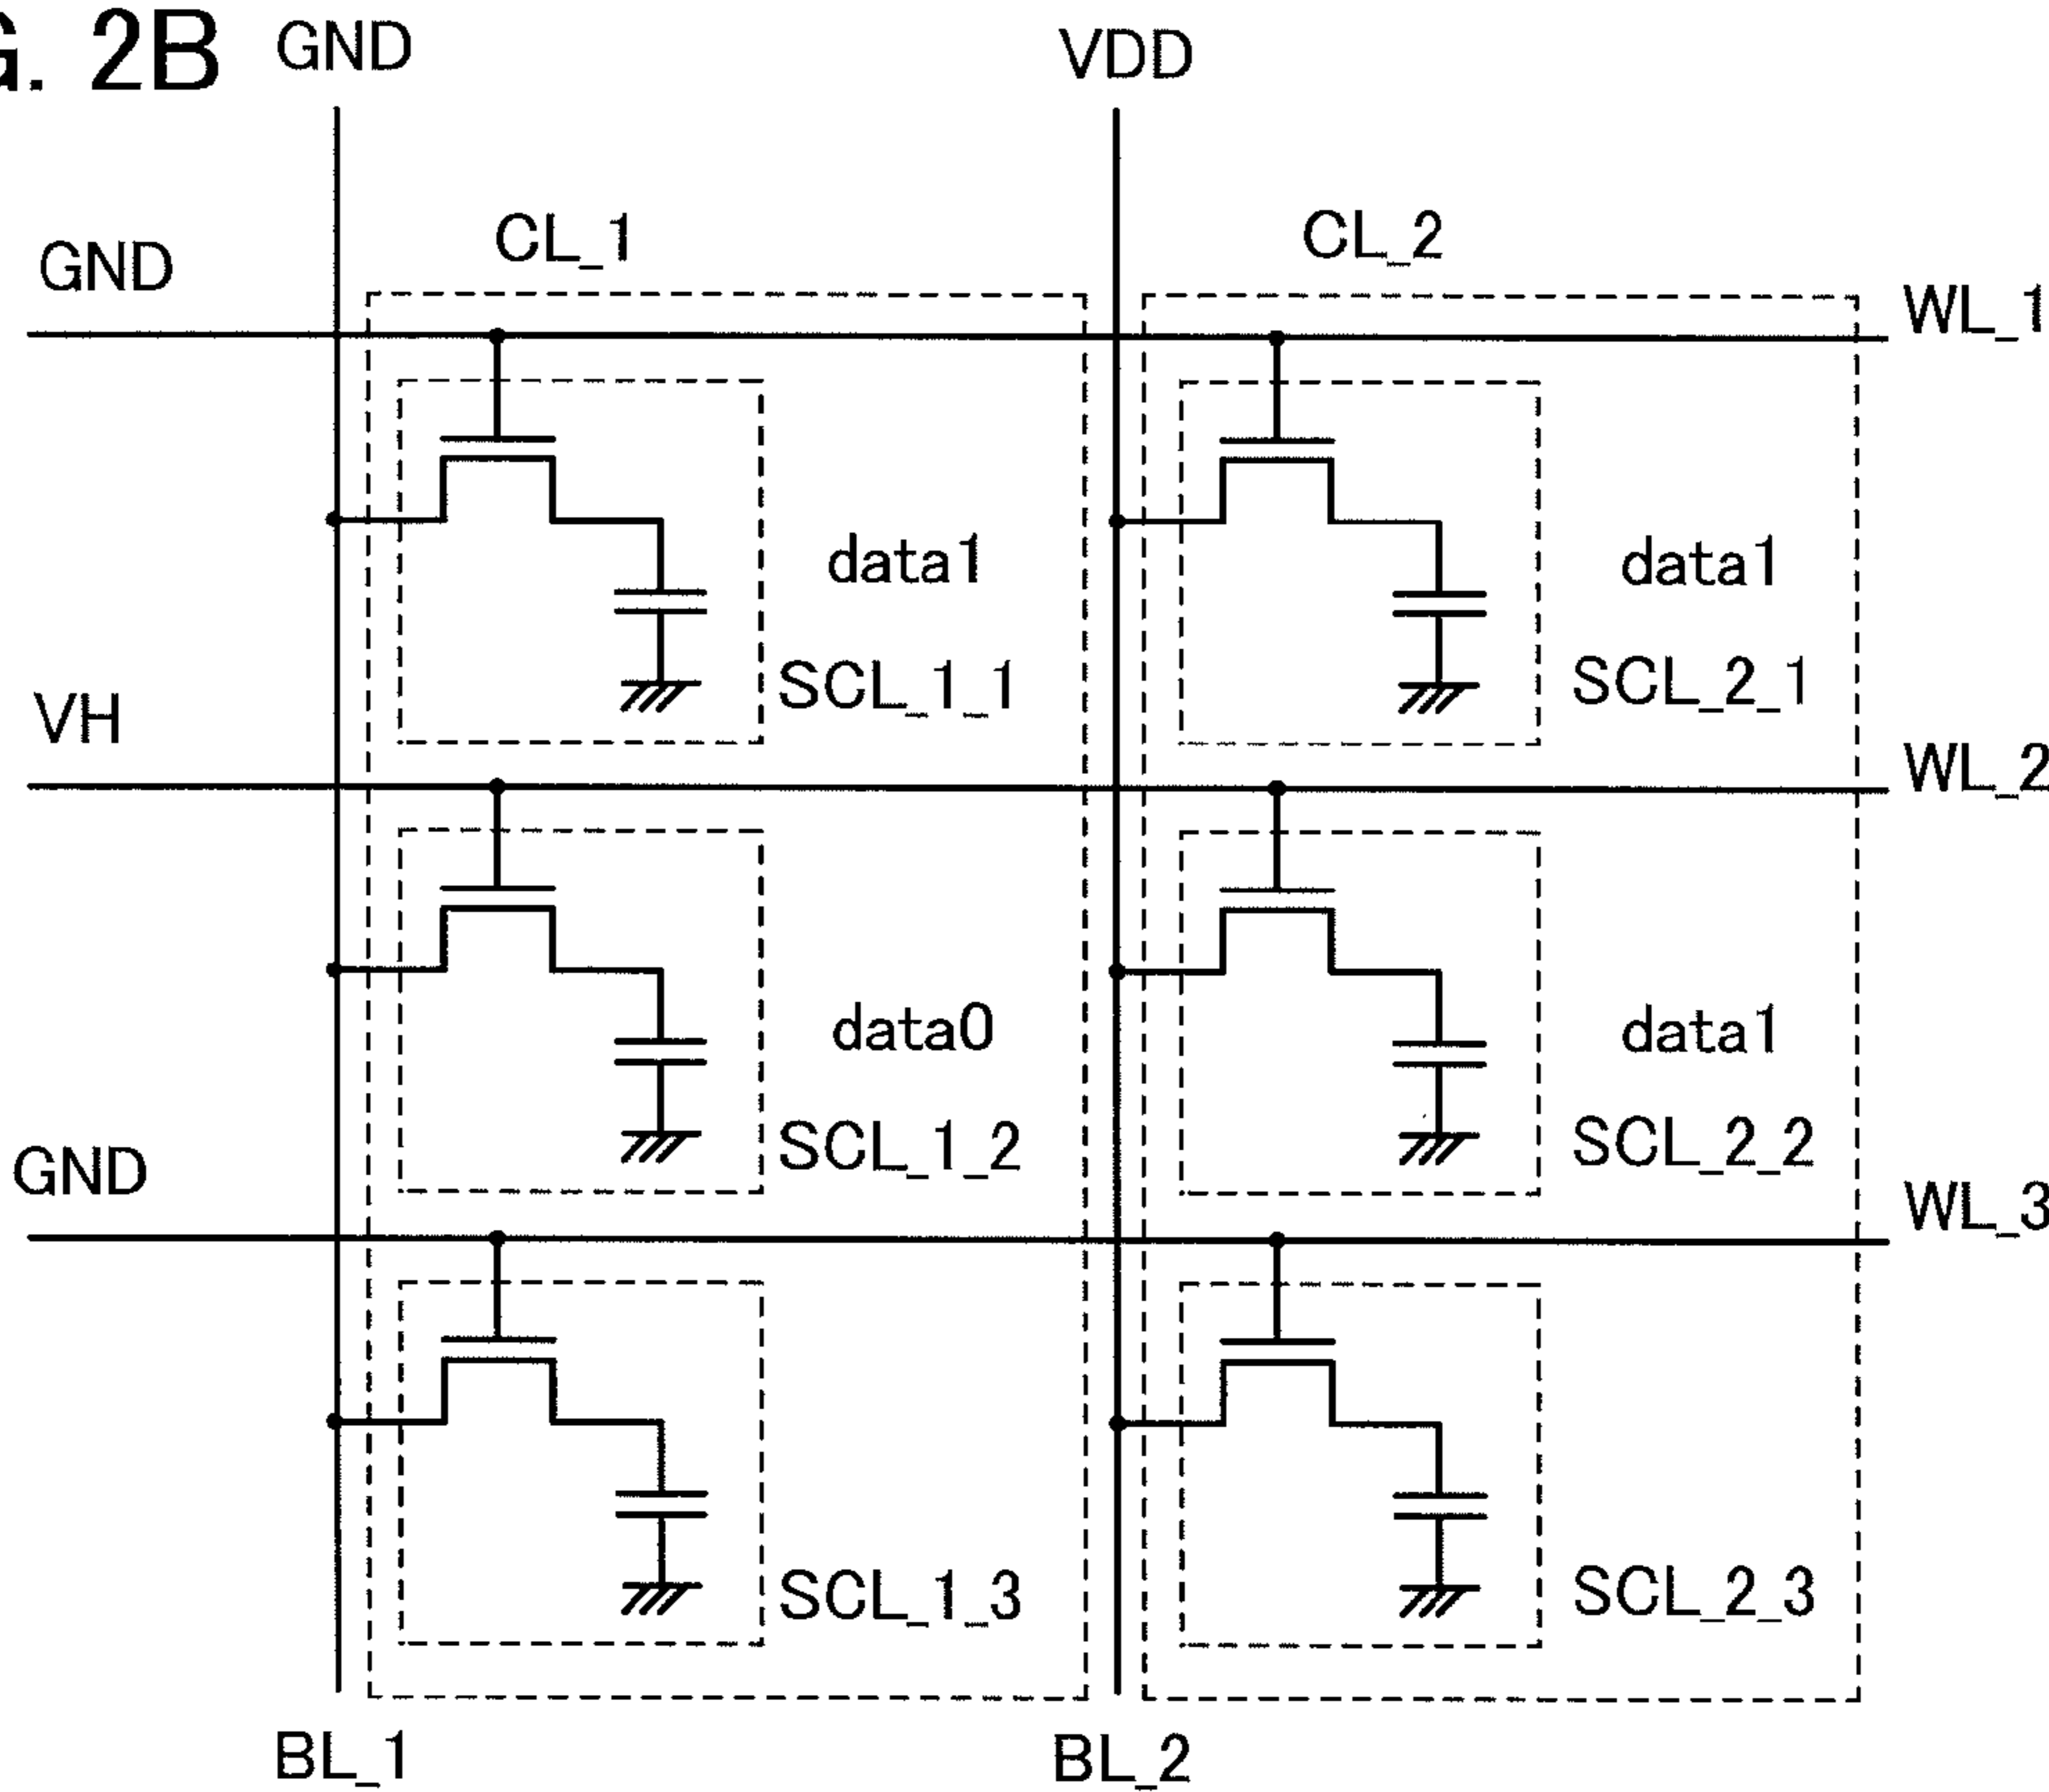 G. 2B
GND
VDD
CL_1
CL_2
GND
WL_1
data1
data1
SCL_1_1
SCL_2_1
VH
WL_2
data0
data1
SCL_1_2
SCL_2_2
GND
WL_3
SCL_1_3
SCL_2_3
BL_1
BL_2